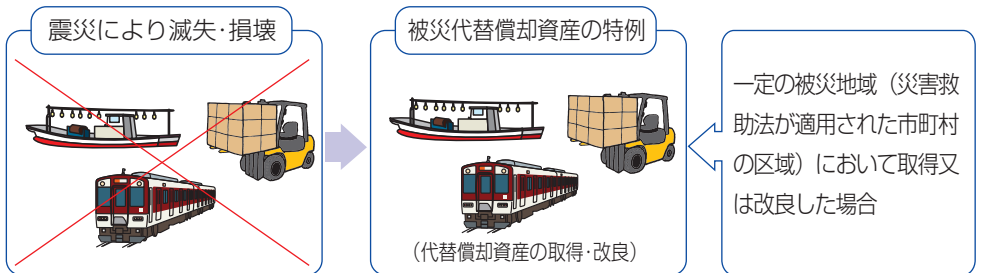 震災により滅失・損壊
被災代替償却資産の特例
(代替償却資産の取得・改良)
一定の被災地域（災害救
助法が適用された市町村
の区域）において取得又
は改良した場合